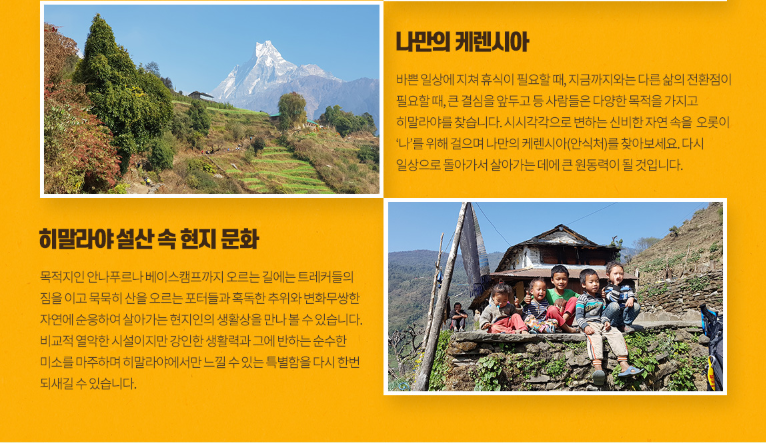 나만의 케렌시아
바쁜 일상에 지쳐 휴식이 필요할 때, 지금까지와는 다른 삶의 전환점이
필요할 때, 큰 결심을 앞두고 등 사람들은 다양한 목적을 가지고
히말라야를 찾습니다. 시시각각으로 변하는 신비한 자연 속을 오롯이
'나'를 위해 걸으며 나만의 케렌시아(안식처)를 찾아보세요. 다시
일상으로 돌아가서 살아가는 데에 큰 원동력이 될 것입니다.
히말라야 설산 속 현지 문화
목적지인 안나푸르나 베이스캠프까지 오르는 길에는 트레커들의
짐을 이고 묵묵히 산을 오르는 포터들과 혹독한 추위와 변화무쌍한
자연에 순응하여 살아가는 현지인의 생활상을 만나 볼 수 있습니다.
비교적 열악한 시설이지만 강인한 생활력과 그에 반하는 순수한
미소를 마주하며 히말라야에서만 느낄 수 있는 특별함을 다시 한번
되새길 수 있습니다.